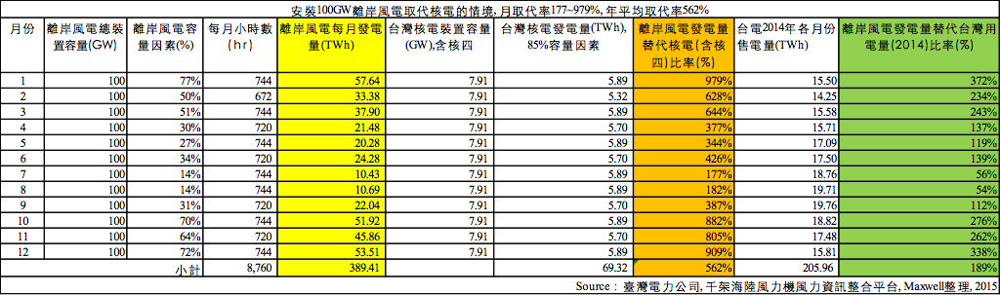 安裝100GW離岸風電取代核電的情境, 月取代率177~979%, 年平均取代率562%
月份 離岸風電總裝置容量(GW) 離岸風電容量因素(%) 每月小時數(hr) 離岸風電每月發電量(TWh) 台灣核電裝置容量(GW),含核四 台灣核電發電量(TWh), 85%容量因素 離岸風電發電量替代核電(含核四)比率(%) 台電2014年各月份售電量(TWh) 離岸風電發電量替代台灣用電量(2014)比率(%)
1 100 77% 744 57.64 7.91 5.89 979% 15.50 372%
2 100 50% 672 33.38 7.91 5.32 628% 14.25 234%
3 100 51% 744 37.90 7.91 5.89 644% 15.58 243%
4 100 30% 720 21.48 7.91 5.70 377% 15.71 137%
5 100 27% 744 20.28 7.91 5.89 344% 17.09 119%
6 100 34% 720 24.28 7.91 5.70 426% 17.50 139%
7 100 14% 744 10.43 7.91 5.89 177% 18.76 56%
8 100 14% 744 10.69 7.91 5.89 182% 19.71 54%
9 100 31% 720 22.04 7.91 5.70 387% 19.76 112%
10 100 70% 744 51.92 7.91 5.89 882% 18.82 276%
11 100 64% 720 45.86 7.91 5.70 805% 17.48 262%
12 100 72% 744 53.51 7.91 5.89 909% 15.81 338%
小計 8,760 389.41 69.32 562% 205.96 189%
Source：臺灣電力公司, 千架海陸風力機風力資訊整合平台, Maxwell整理, 2015